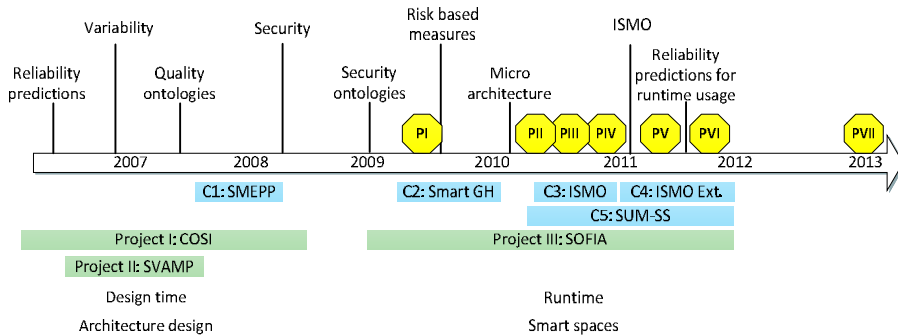 Risk based
measures
ISMO
Variability
Security
Reliability
predictions for
runtime usage
Reliability
predictions
Quality
ontologies
Security
ontologies
Micro
architecture
PI
PII
PIII
PIV
PV
PVI
PVII
2007
2008
2009
2010
2011
2012
2013
C1: SMEPP
C2: Smart GH
C3: ISMO
C4: ISMO Ext.
C5: SUM-SS
Project I: COSI
Project III: SOFIA
Project II: SVAMP
Design time
Runtime
Architecture design
Smart spaces